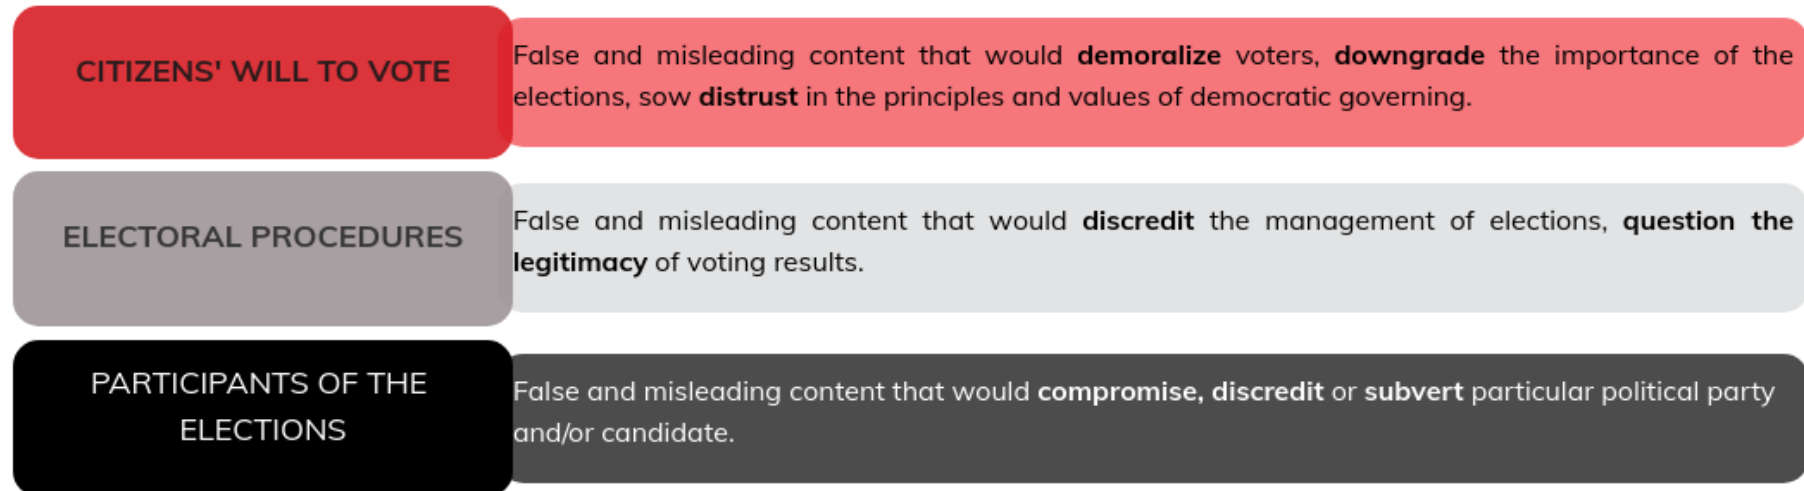 CITIZENS' WILL TO VOTE
False and misleading content that would demoralize voters, downgrade the importance of the
elections, sow distrust in the principles and values of democratic governing.
ELECTORAL PROCEDURES
False and misleading content that would discredit the management of elections, question the
legitimacy of voting results.
PARTICIPANTS OF THE
ELECTIONS
False and misleading content that would compromise, discredit or subvert particular political party
and/or candidate.